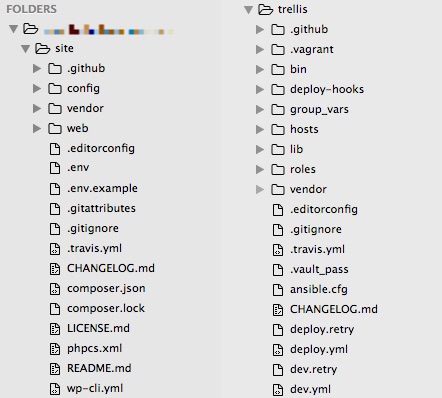 FOLDERS
site
.github
config
vendor
web
.editorconfig
.env
.env.example
.gitattributes
.gitignore
.travis.yml
CHANGELOG.md
composer.json
composer.lock
LICENSE.md
phpcs.xml
README.md
wp-cli.yml
trellis
.github
.vagrant
bin
deploy-hooks
group_vars
hosts
lib
roles
vendor
.editorconfig
.gitignore
.travis.yml
.vault_pass
ansible.cfg
CHANGELOG.md
deploy.retry
deploy.yml
dev.retry
dev.yml